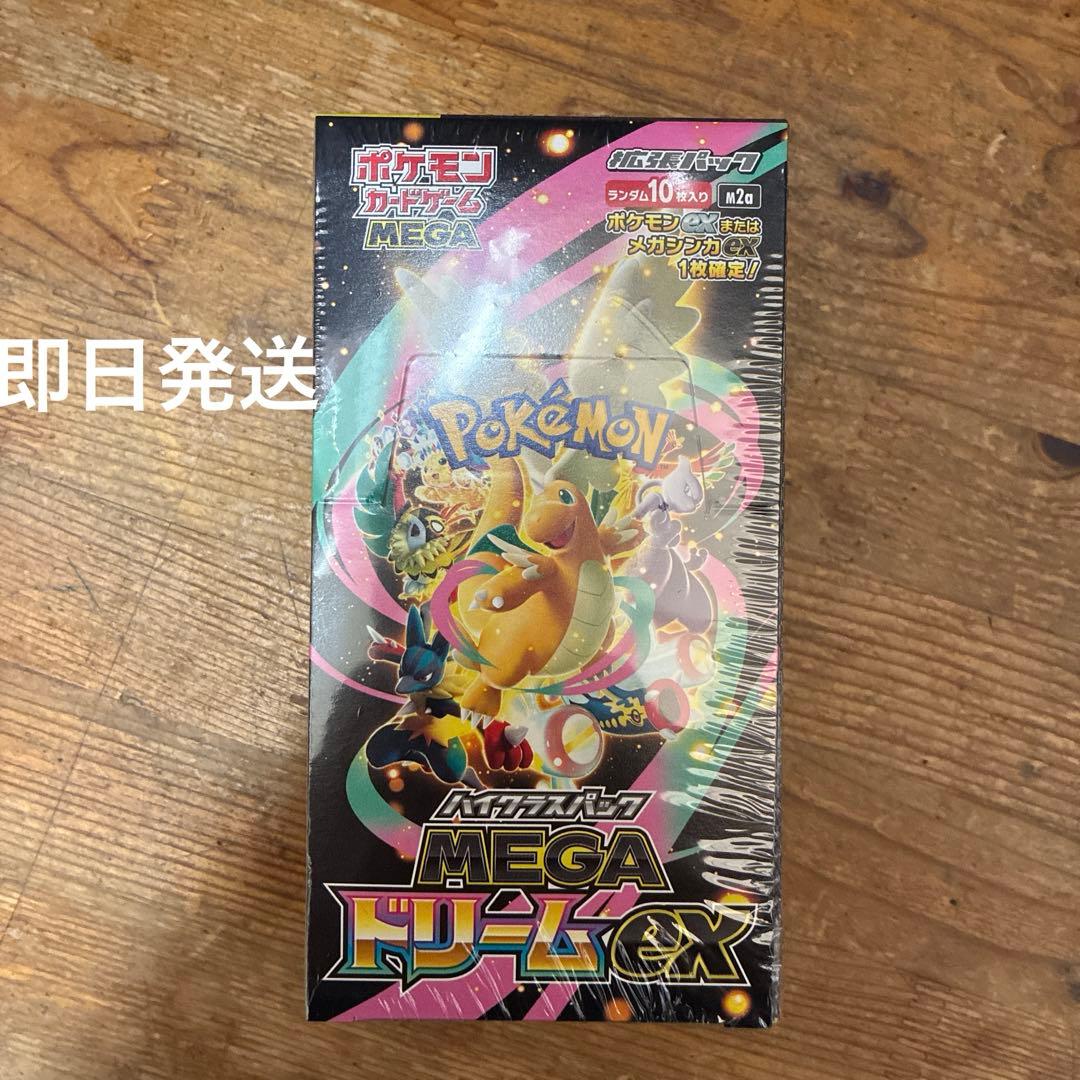 ポケモン
カードゲーム
MEGA
拡張パック
ランダム10枚入り
M2a
ポケモンexまたは
メガシンカex
1枚確定!
即日発送
POKéMON
TM
ハイクラスパック
MEGA
ドリームex